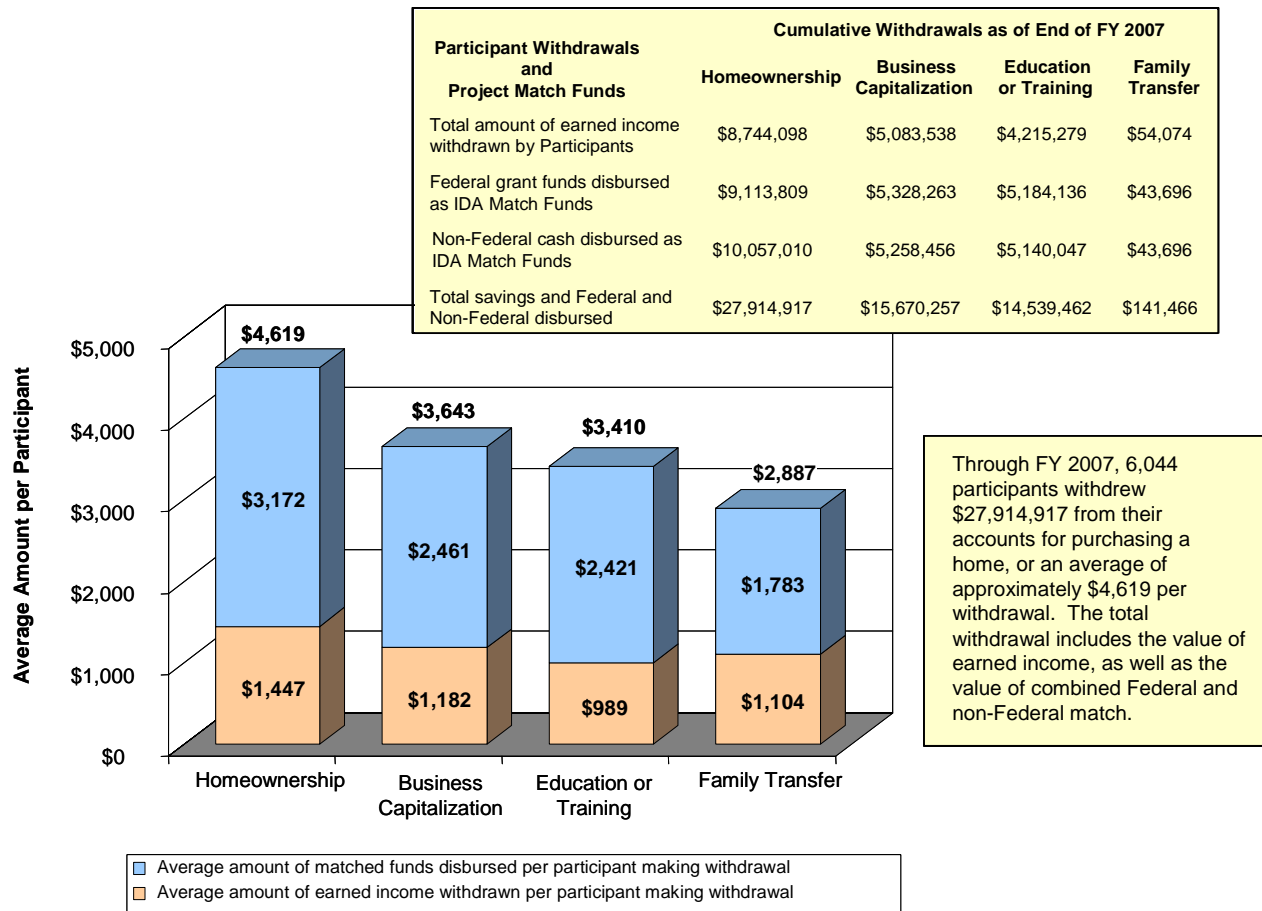 Cumulative Withdrawals as of End of FY 2007
Participant Withdrawals
and
Project Match Funds
Homeownership
Business
Capitalization
Education
or Training
Family
Transfer
Total amount of earned income
withdrawn by Participants
$8,744,098 $5,083,538 $4,215,279 $54,074
Federal grant funds disbursed
as IDA Match Funds
$9,113,809 $5,328,263 $5,184,136 $43,696
Non-Federal cash disbursed as
IDA Match Funds
$10,057,010 $5,258,456 $5,140,047 $43,696
Total savings and Federal and
Non-Federal disbursed
$27,914,917 $15,670,257 $14,539,462 $141,466
Average Amount per Participant
$5,000
$4,000
$3,000
$2,000
$1,000
$0
$4,619
$3,172
$1,447
$3,643
$2,461
$1,182
$3,410
$2,421
$989
$2,887
$1,783
$1,104
Homeownership
Business
Capitalization
Education or
Training
Family Transfer
Through FY 2007, 6,044
participants withdrew
$27,914,917 from their
accounts for purchasing a
home, or an average of
approximately $4,619 per
withdrawal. The total
withdrawal includes the value of
earned income, as well as the
value of combined Federal and
non-Federal match.
Average amount of matched funds disbursed per participant making withdrawal
Average amount of earned income withdrawn per participant making withdrawal